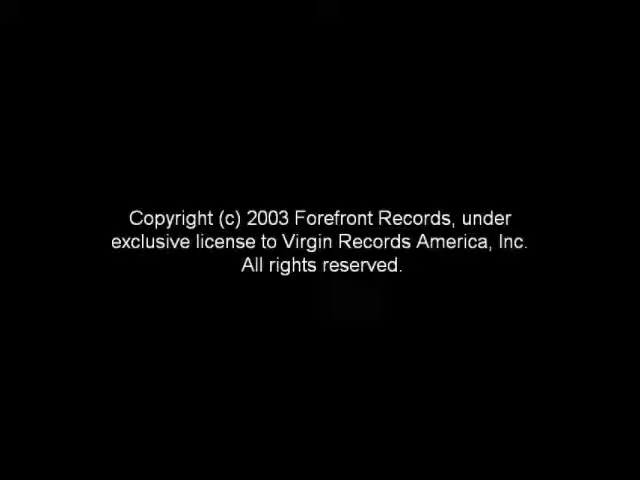 Copyright (c) 2003 Forefront Records, under
exclusive license to Virgin Records America, Inc.
All rights reserved.